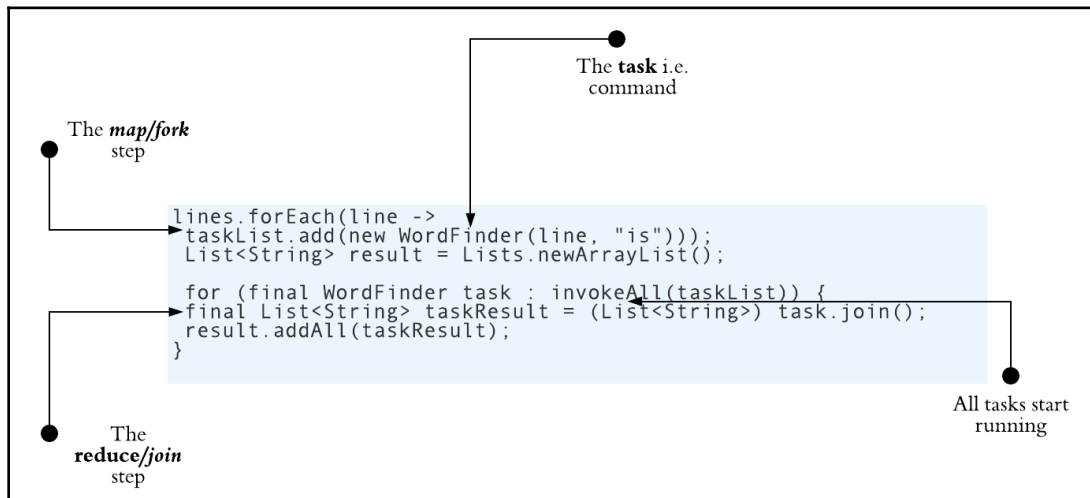 The task i.e.
command
The map/fork
step
lines.forEach(line ->
taskList.add(new WordFinder(line, "is")));
List<String> result = Lists.newArrayList();
for (final WordFinder task : invokeAll(taskList)) {
final List<String> taskResult = (List<String>) task.join();
result.addAll(taskResult);
}
All tasks start
running
The
reduce/join
step